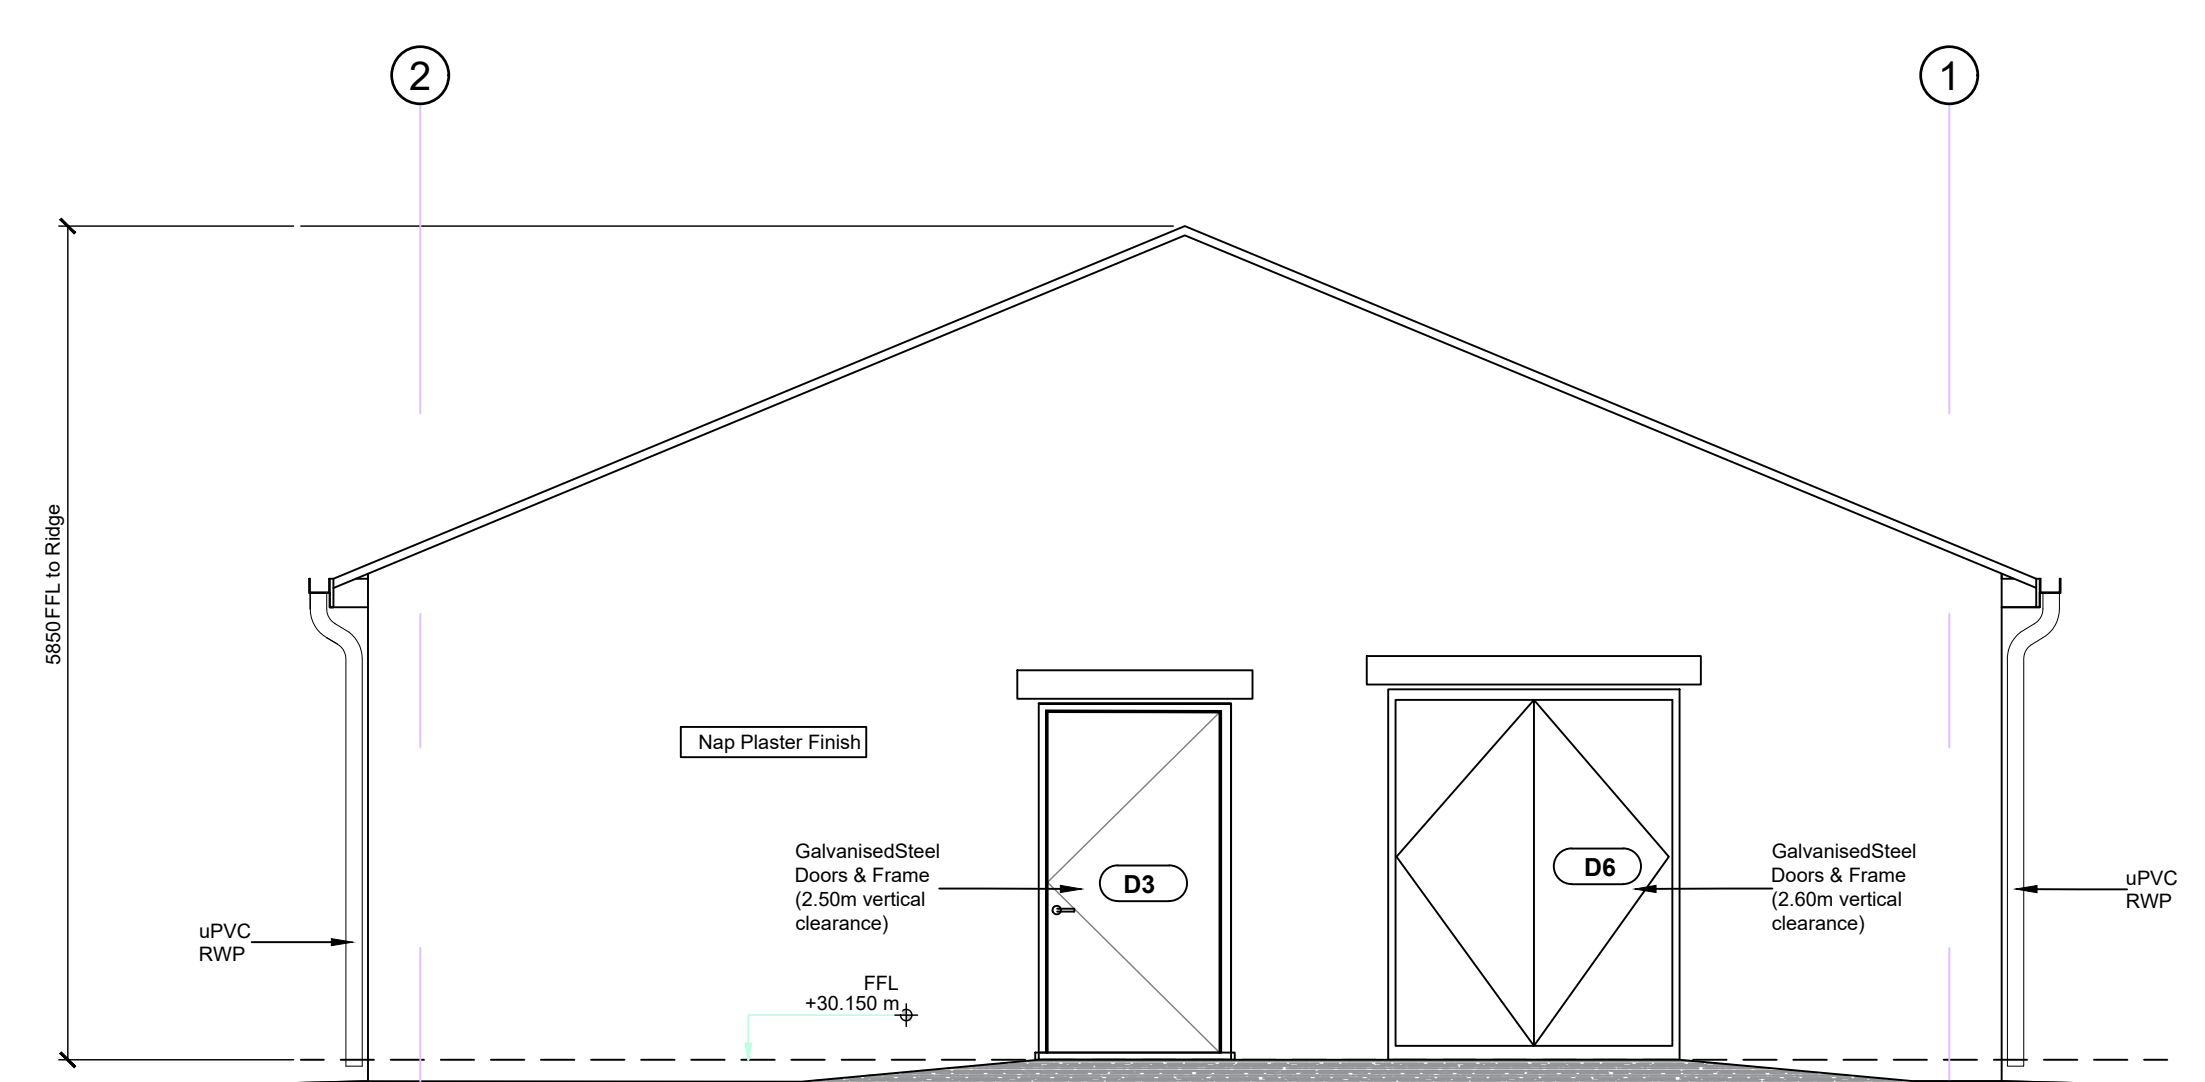 2
1
5850FFL to Ridge
Nap Plaster Finish
GalvanisedSteel
Doors & Frame
(2.50m vertical
clearance)
D3
D6
GalvanisedSteel
Doors & Frame
(2.60m vertical
clearance)
uPVC
RWP
uPVC
RWP
FFL
+30.150 m